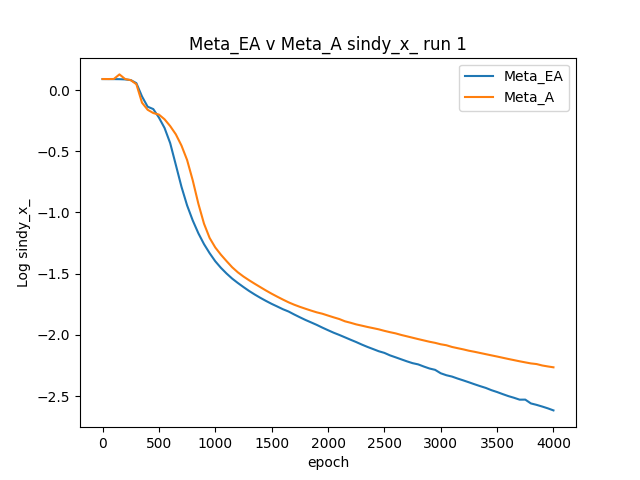 Meta_EA v Meta_A sindy_x_ run 1
Meta_EA
Meta_A
Log sindy_x_
0.0
−0.5
−1.0
−1.5
−2.0
−2.5
0 500 1000 1500 2000 2500 3000 3500 4000
epoch